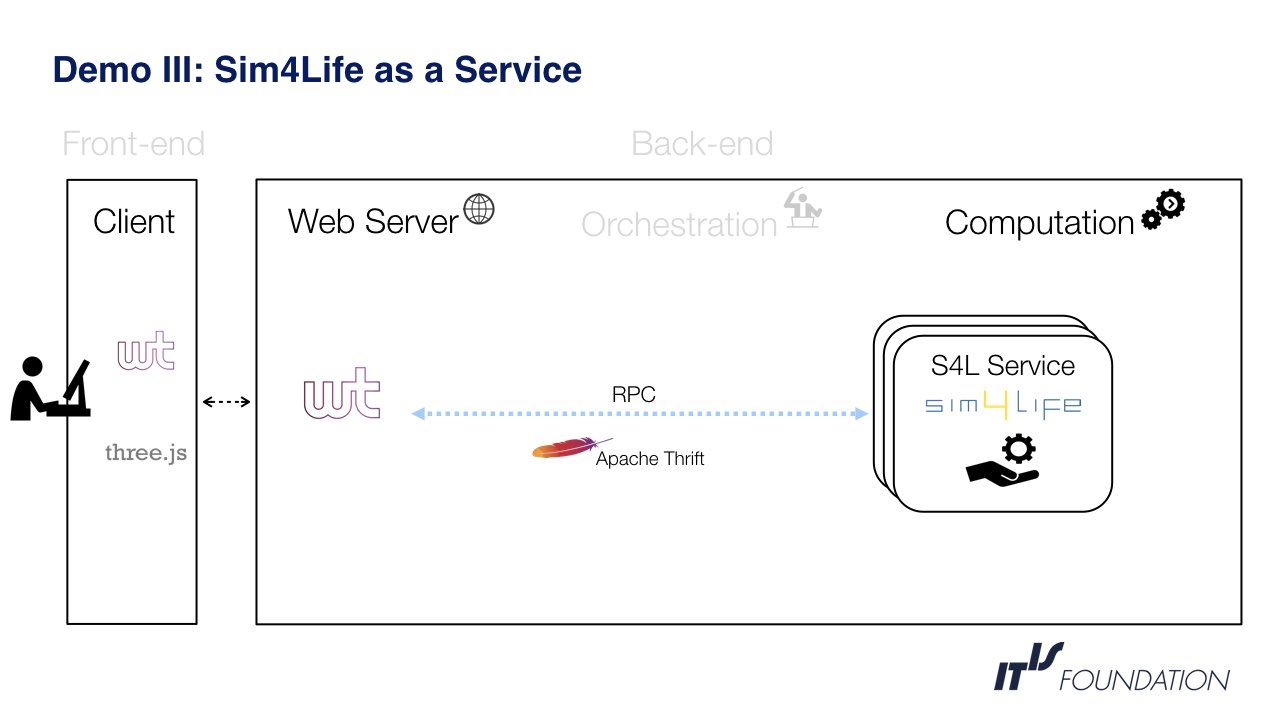 Demo III: Sim4Life as a Service
Front-end
Back-end
Client
Web Server
Orchestration
Computation
wt
three.js
wt
RPC
Apache Thrift
S4L Service
sim4Life
IT'IS FOUNDATION